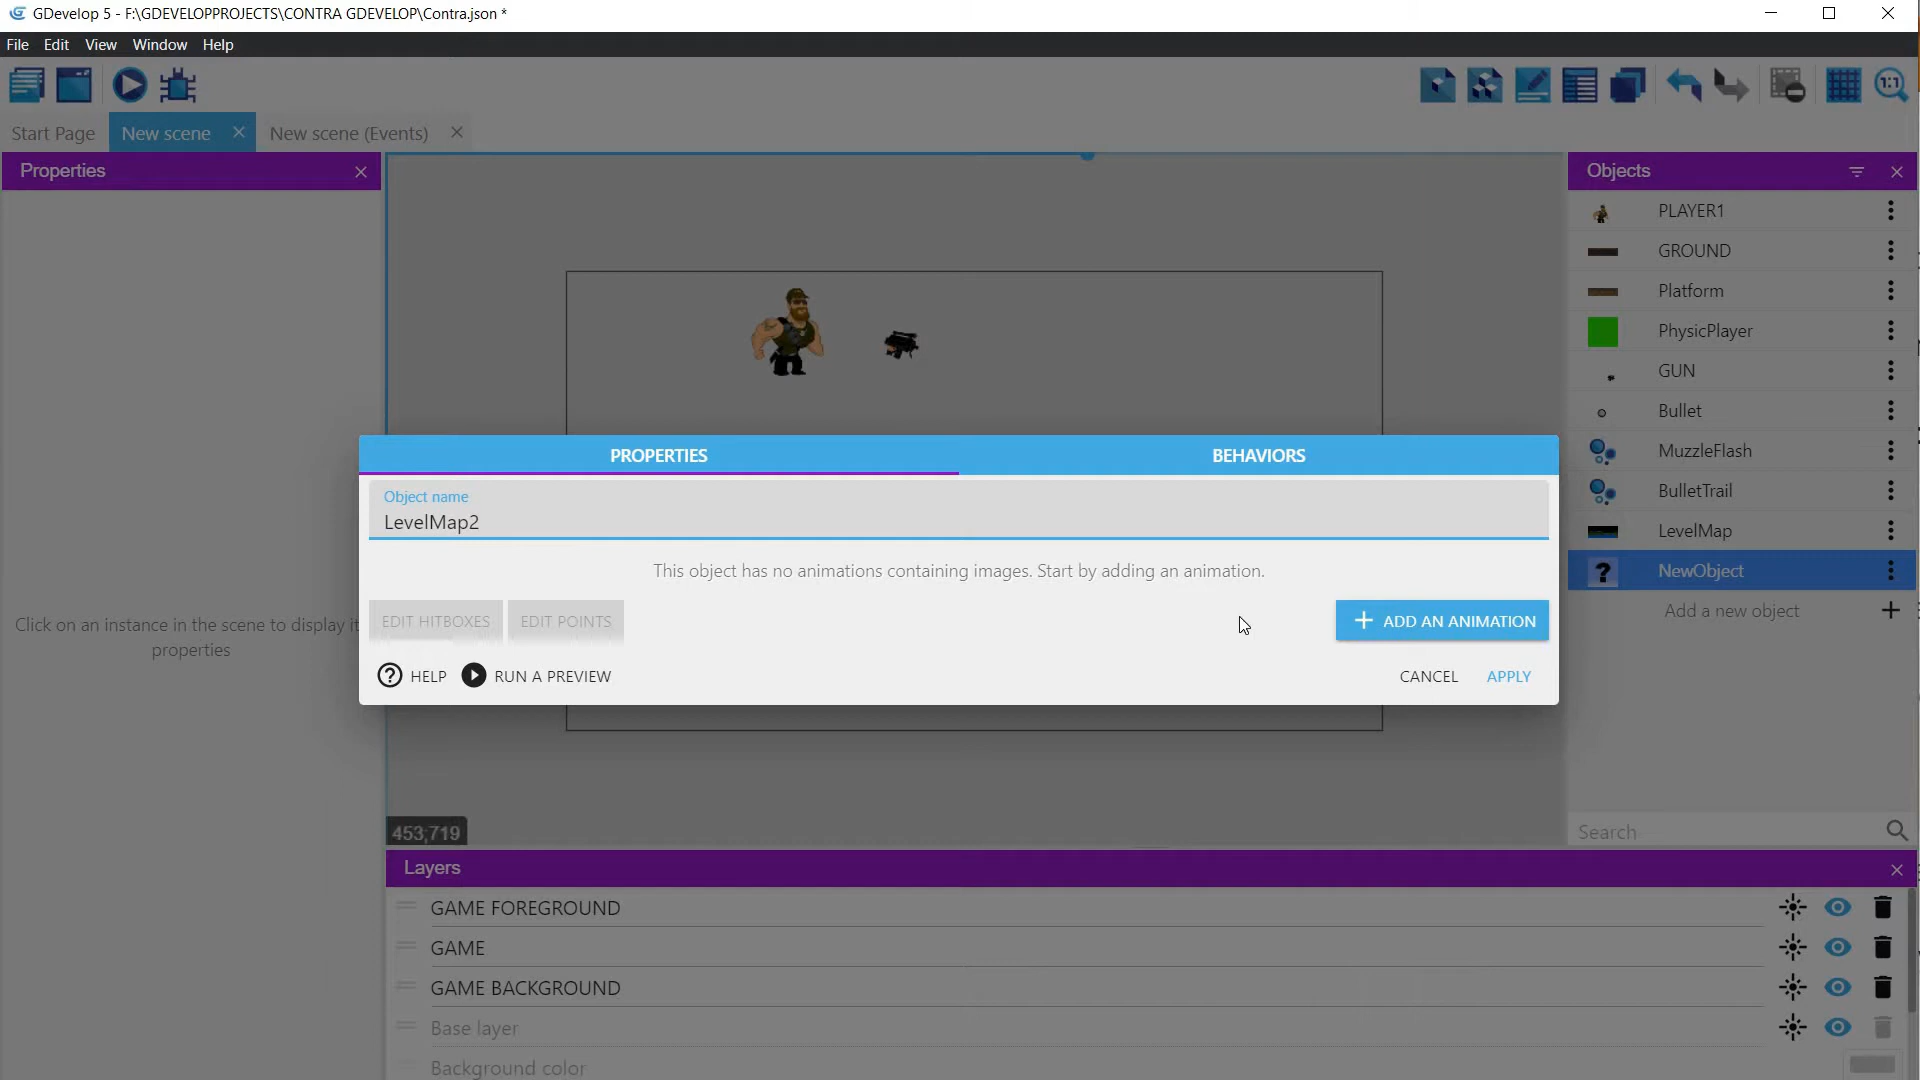 GDevelop 5 - F:\GDEVELOPPROJECTS\CONTRA GDEVELOP\Contra.json *
File Edit View Window Help
1:1
Start Page New scene New scene (Events)
Properties
Objects
PLAYER1
GROUND
Platform
PhysicPlayer
GUN
Bullet
MuzzleFlash
BulletTrail
LevelMap
? NewObject
Add a new object
Search
Click on an instance in the scene to display it
properties
PROPERTIES BEHAVIORS
Object name
LevelMap2
This object has no animations containing images. Start by adding an animation.
EDIT HITBOXES EDIT POINTS ADD AN ANIMATION
HELP RUN A PREVIEW CANCEL APPLY
453;719
Layers
GAME FOREGROUND
GAME
GAME BACKGROUND
Base layer
Background color